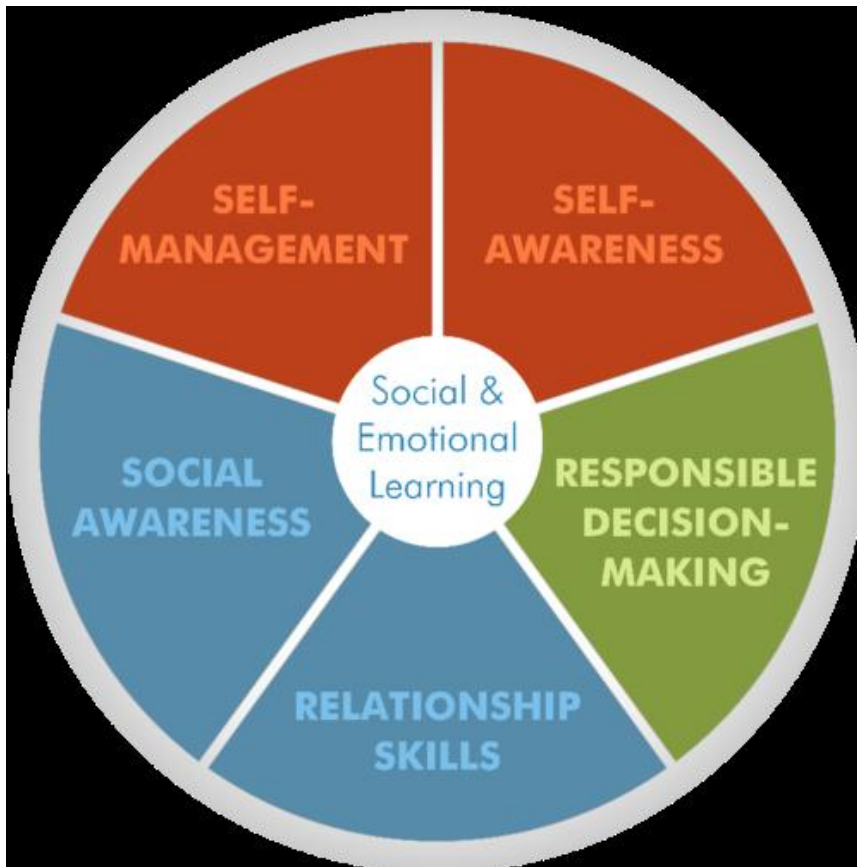 SELF-
MANAGEMENT
SELF-
AWARENESS
Social &
Emotional
Learning
SOCIAL
AWARENESS
RESPONSIBLE
DECISION-
MAKING
RELATIONSHIP
SKILLS